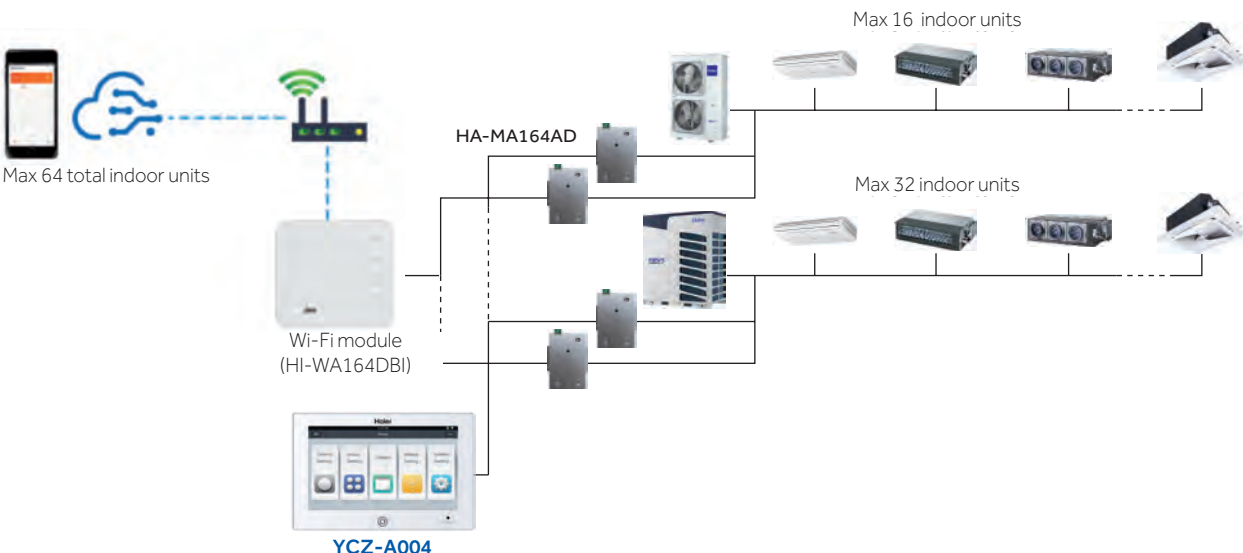 Max 16 indoor units
HA-MA164AD
Max 64 total indoor units
Max 32 indoor units
Wi-Fi module
(HI-WA164DBI)
Haier
YCZ-A004